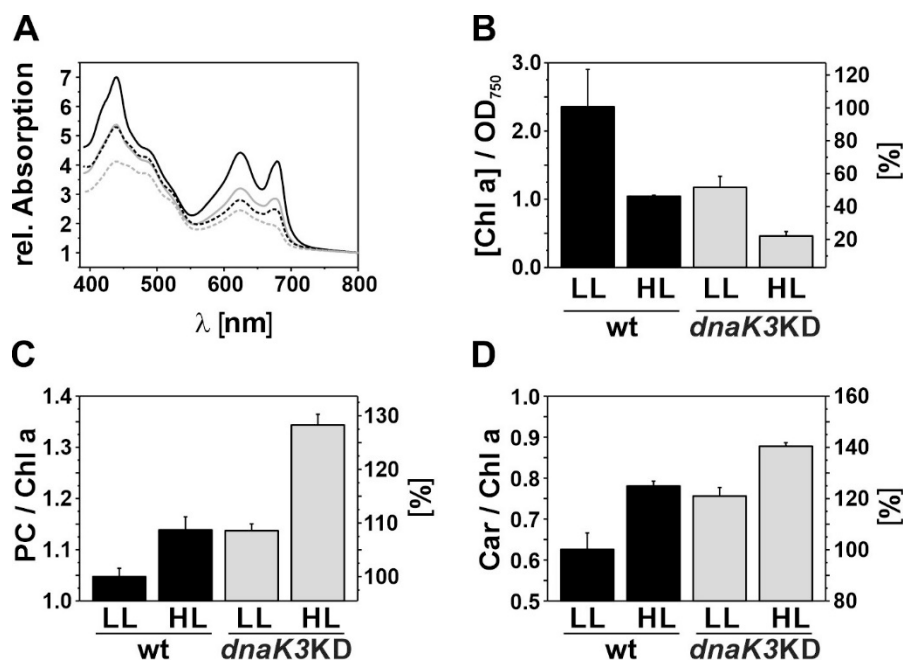 A
rel. Absorption
7
6
5
4
3
2
1
400 500 600 700 800
λ [nm]
B
[Chl a] / OD750
3.0
2.0
1.0
0.0
100
80
60
40
20
[%]
LL HL LL HL
wt dnaK3KD
C
PC / Chl a
1.4
1.3
1.2
1.1
1.0
130
120
110
100
[%]
LL HL LL HL
wt dnaK3KD
D
Car / Chl a
1.0
0.9
0.8
0.7
0.6
0.5
160
140
120
100
80
[%]
LL HL LL HL
wt dnaK3KD